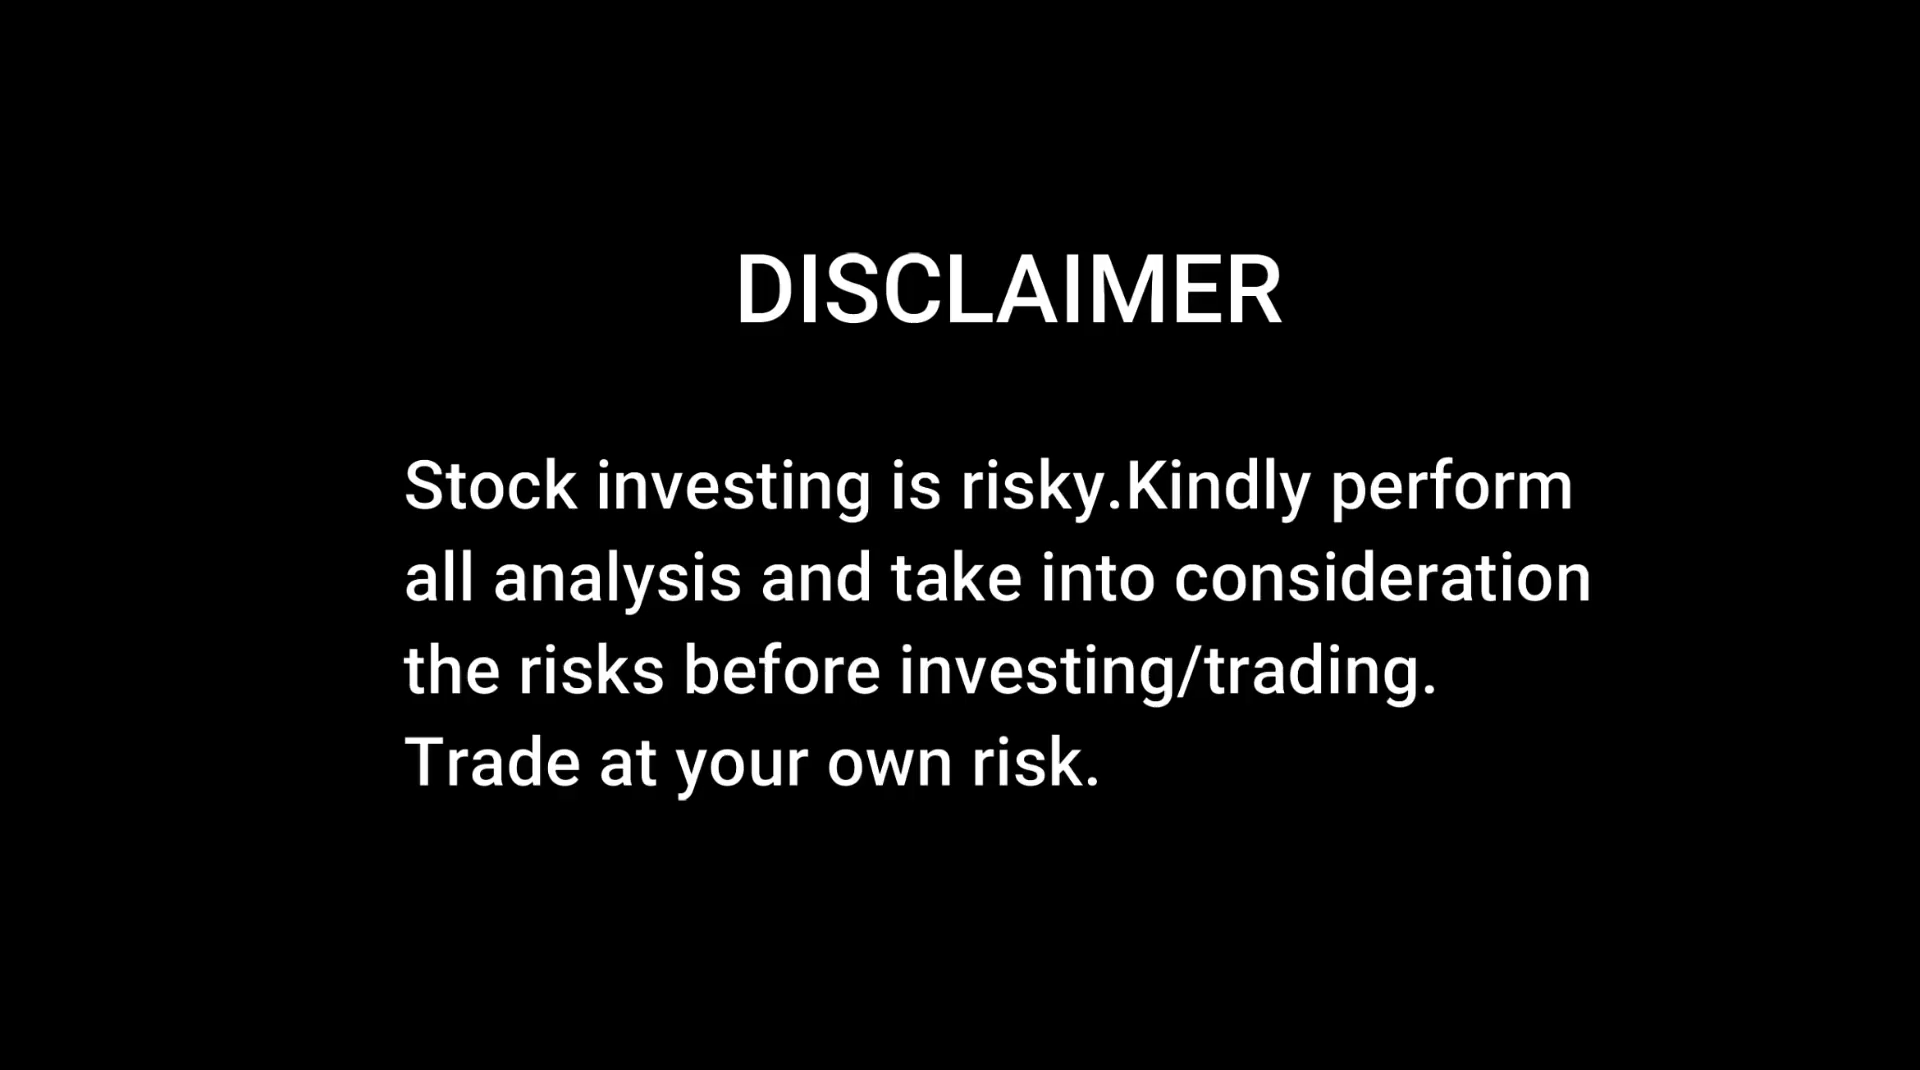 DISCLAIMER
Stock investing is risky.Kindly perform
all analysis and take into consideration
the risks before investing/trading.
Trade at your own risk.